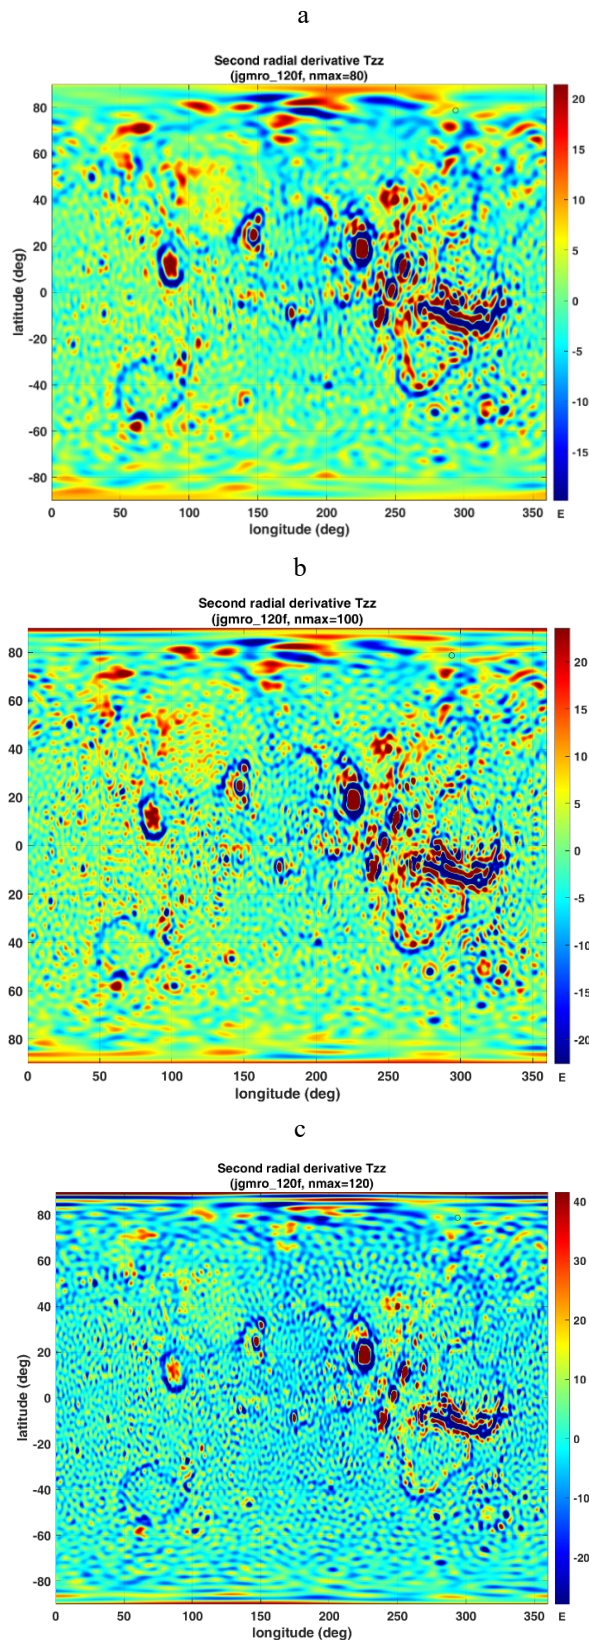 a
Second radial derivative Tzz
(jgmro_120f, nmax=80)
80
60
40
20
0
-20
-40
-60
-80
latitude (deg)
0 50 100 150 200 250 300 350
longitude (deg)
20
15
10
5
0
-5
-10
-15
E
b
Second radial derivative Tzz
(jgmro_120f, nmax=100)
80
60
40
20
0
20
40
60
80
0 50 100 150 200 250 300 350
longitude (deg)
20
15
10
5
0
-5
-10
-15
-20
E
c
Second radial derivative Tzz
(jgmro_120f, nmax=120)
80
60
40
20
0
-20
-40
-60
-80
latitude (deg)
0 50 100 150 200 250 300 350
longitude (deg)
40
30
20
10
0
-10
-20
E